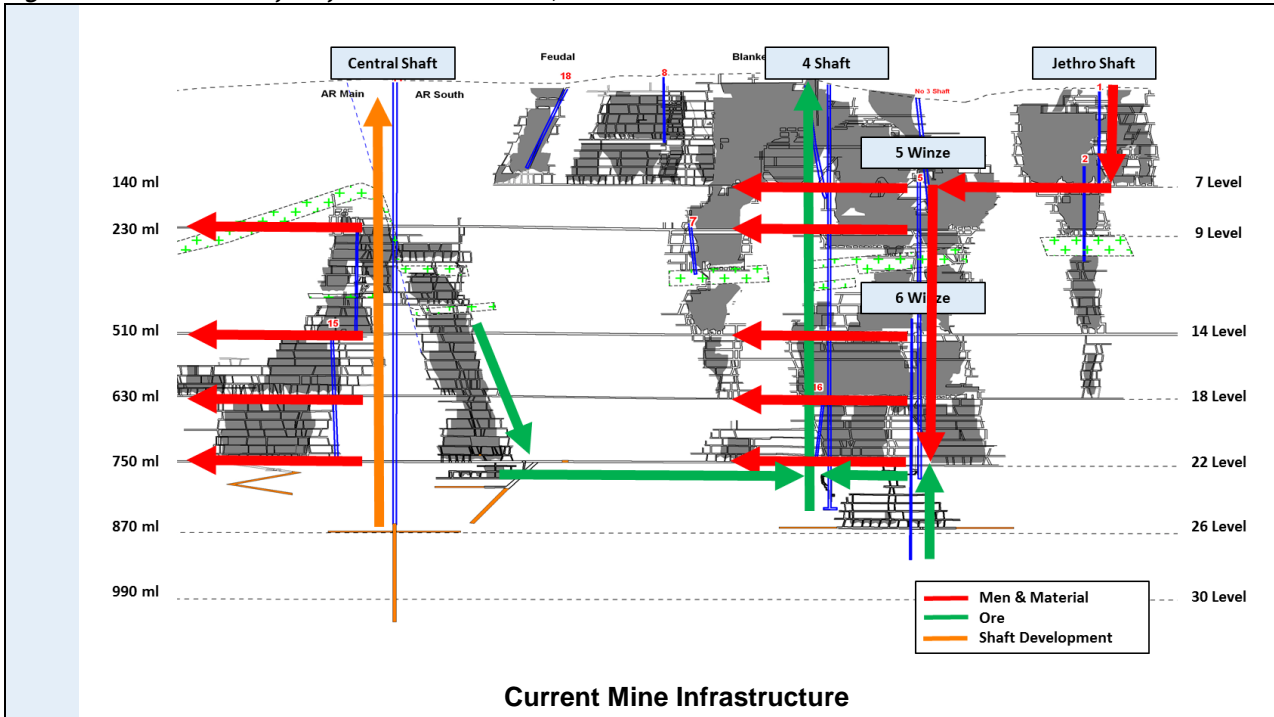 Central Shaft
Feudal
Blanke
4 Shaft
Jethro Shaft
AR Main
AR South
18
8
No 3 Shaft
1
5 Winze
2
5
140 ml
7 Level
230 ml
7
9 Level
6 Winze
510 ml
15
14 Level
630 ml
16
18 Level
750 ml
22 Level
870 ml
26 Level
990 ml
30 Level
Men & Material
Ore
Shaft Development
Current Mine Infrastructure